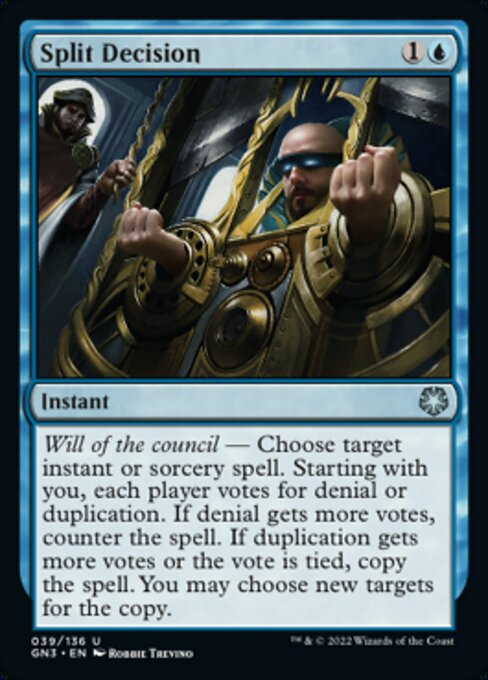 Split Decision 1
Instant
Will of the council — Choose target
instant or sorcery spell. Starting with
you, each player votes for denial or
duplication. If denial gets more votes,
counter the spell. If duplication gets
more votes or the vote is tied, copy
the spell. You may choose new targets
for the copy.
039/136 U
GN3 • EN Robbie Trevino
™ & © 2022 Wizards of the Coast